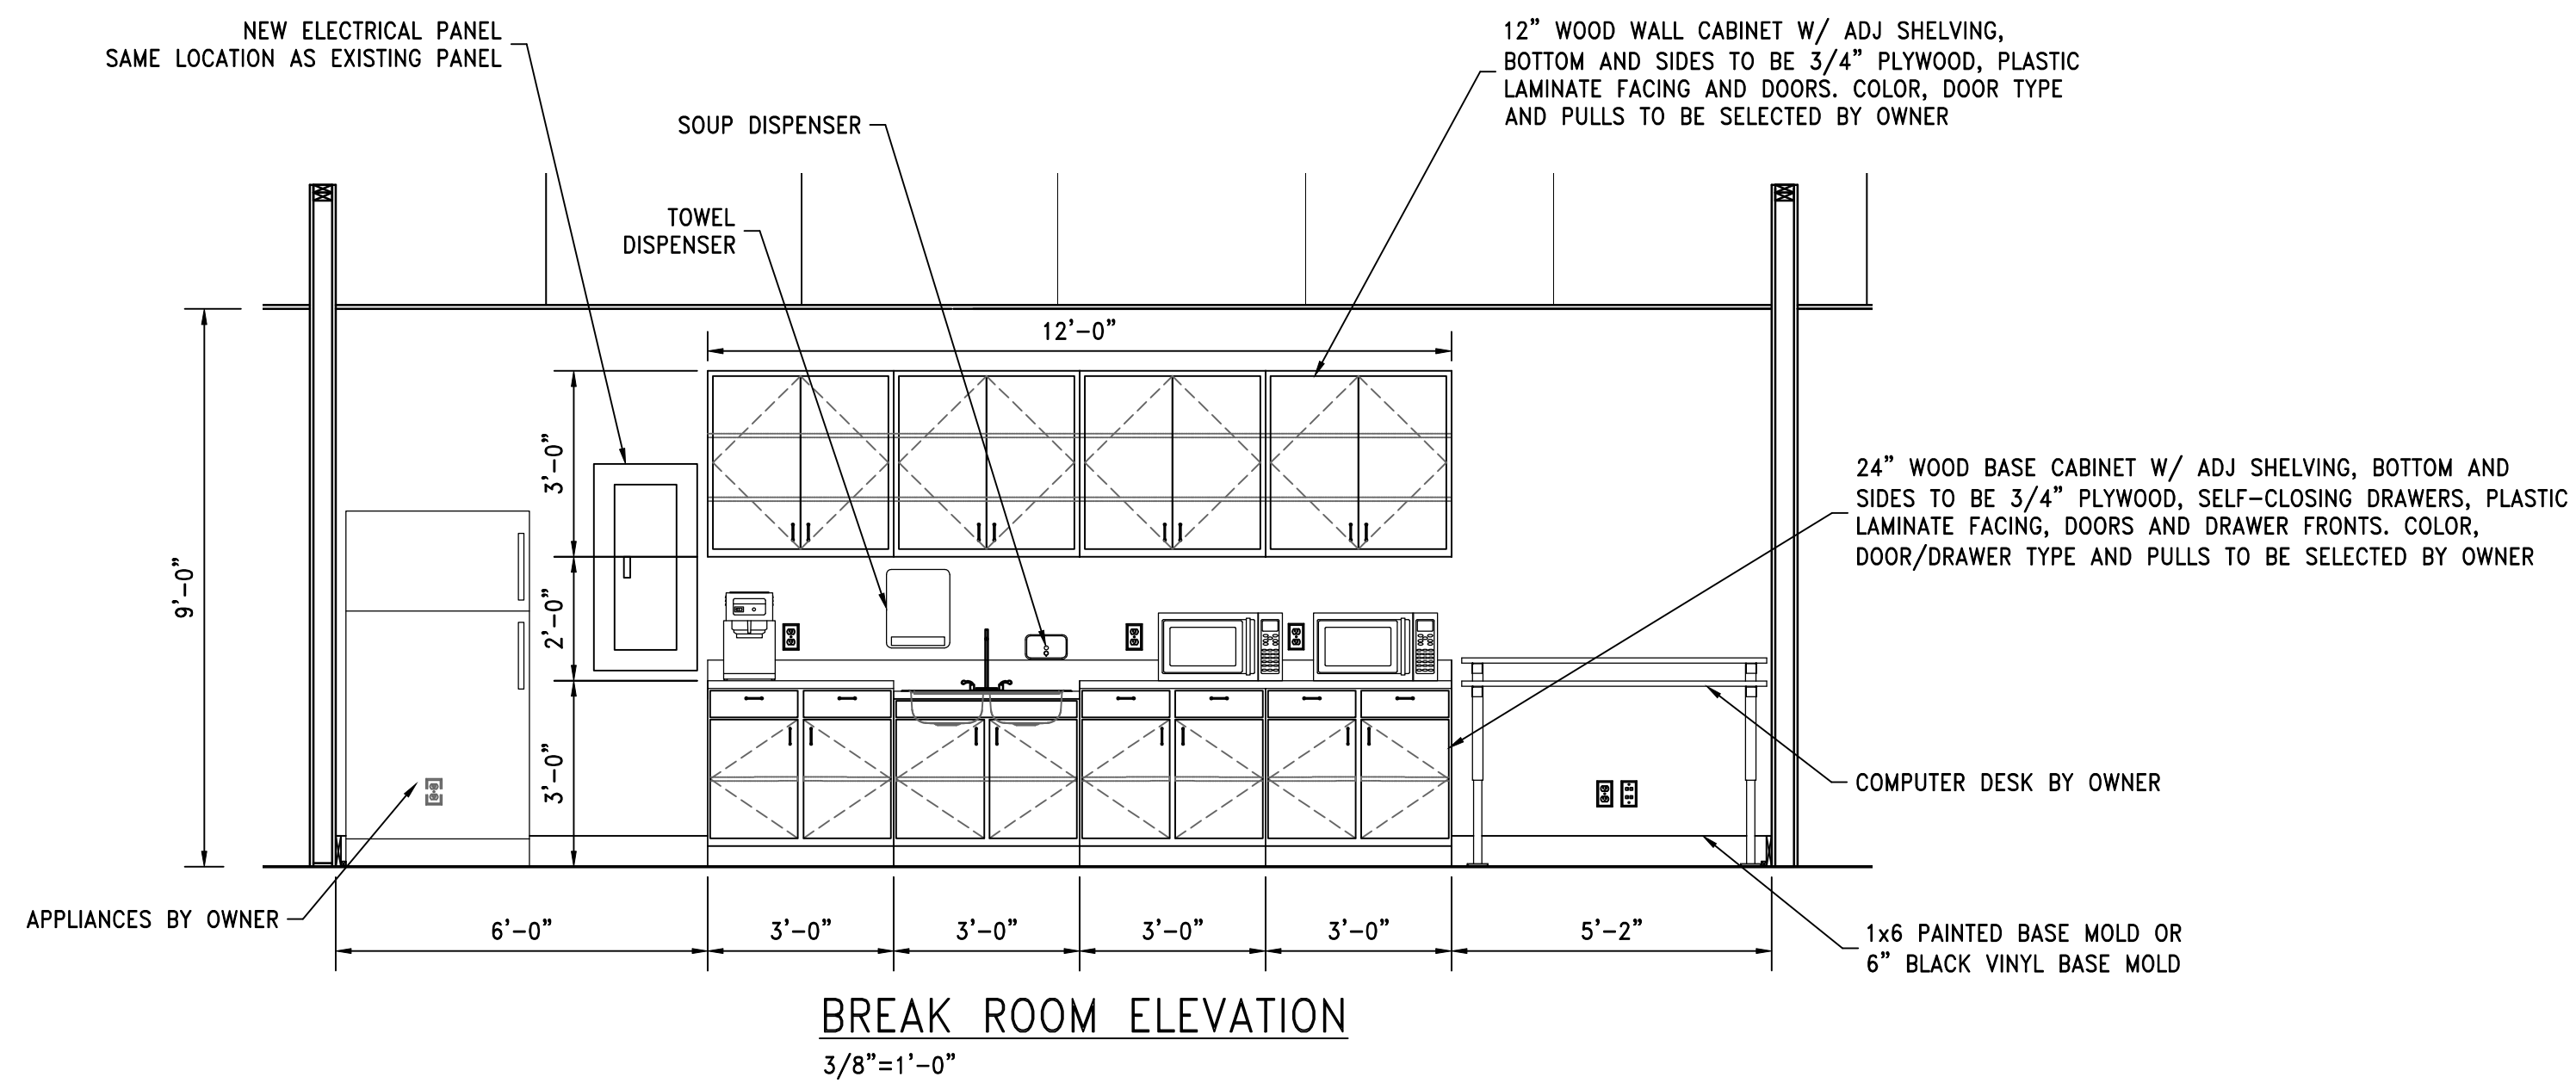 NEW ELECTRICAL PANEL
SAME LOCATION AS EXISTING PANEL
12” WOOD WALL CABINET W/ ADJ SHELVING,
BOTTOM AND SIDES TO BE 3/4” PLYWOOD, PLASTIC
LAMINATE FACING AND DOORS. COLOR, DOOR TYPE
AND PULLS TO BE SELECTED BY OWNER
SOUP DISPENSER
TOWEL
DISPENSER
12’-0”
3’-0”
2’-0”
3’-0”
9’-0”
24” WOOD BASE CABINET W/ ADJ SHELVING, BOTTOM AND
SIDES TO BE 3/4” PLYWOOD, SELF-CLOSING DRAWERS, PLASTIC
LAMINATE FACING, DOORS AND DRAWER FRONTS. COLOR,
DOOR/DRAWER TYPE AND PULLS TO BE SELECTED BY OWNER
COMPUTER DESK BY OWNER
APPLIANCES BY OWNER
6’-0”
3’-0”
3’-0”
3’-0”
3’-0”
5’-2”
1x6 PAINTED BASE MOLD OR
6” BLACK VINYL BASE MOLD
BREAK ROOM ELEVATION
3/8”=1’-0”